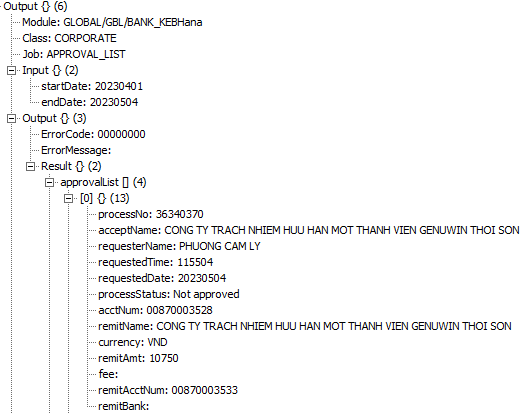 Output {} (6)
Module: GLOBAL/GBL/BANK_KEBHana
Class: CORPORATE
Job: APPROVAL_LIST
Input {} (2)
startDate: 20230401
endDate: 20230504
Output {} (3)
ErrorCode: 00000000
ErrorMessage:
Result {} (2)
approvalList [] (4)
[0] {} (13)
processNo: 36340370
acceptName: CONG TY TRACH NHIEM HUU HAN MOT THANH VIEN GENUWIN THOI SON
requesterName: PHUONG CAM LY
requestedTime: 115504
requestedDate: 20230504
processStatus: Not approved
acctNum: 00870003528
remitName: CONG TY TRACH NHIEM HUU HAN MOT THANH VIEN GENUWIN THOI SON
currency: VND
remitAmt: 10750
fee:
remitAcctNum: 00870003533
remitBank: